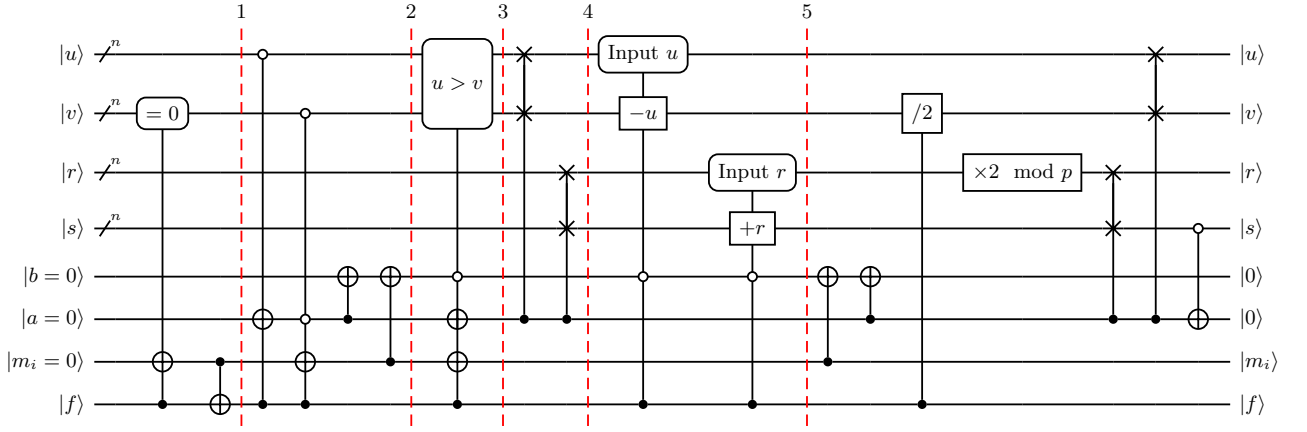 1 2 3 4 5
|u⟩ n Input u |u⟩
|v⟩ n = 0 u > v −u /2 |v⟩
|r⟩ n Input r ×2 mod p |r⟩
|s⟩ n +r |s⟩
|b = 0⟩ |0⟩
|a = 0⟩ |0⟩
|m_i = 0⟩ |m_i⟩
|f⟩ |f⟩